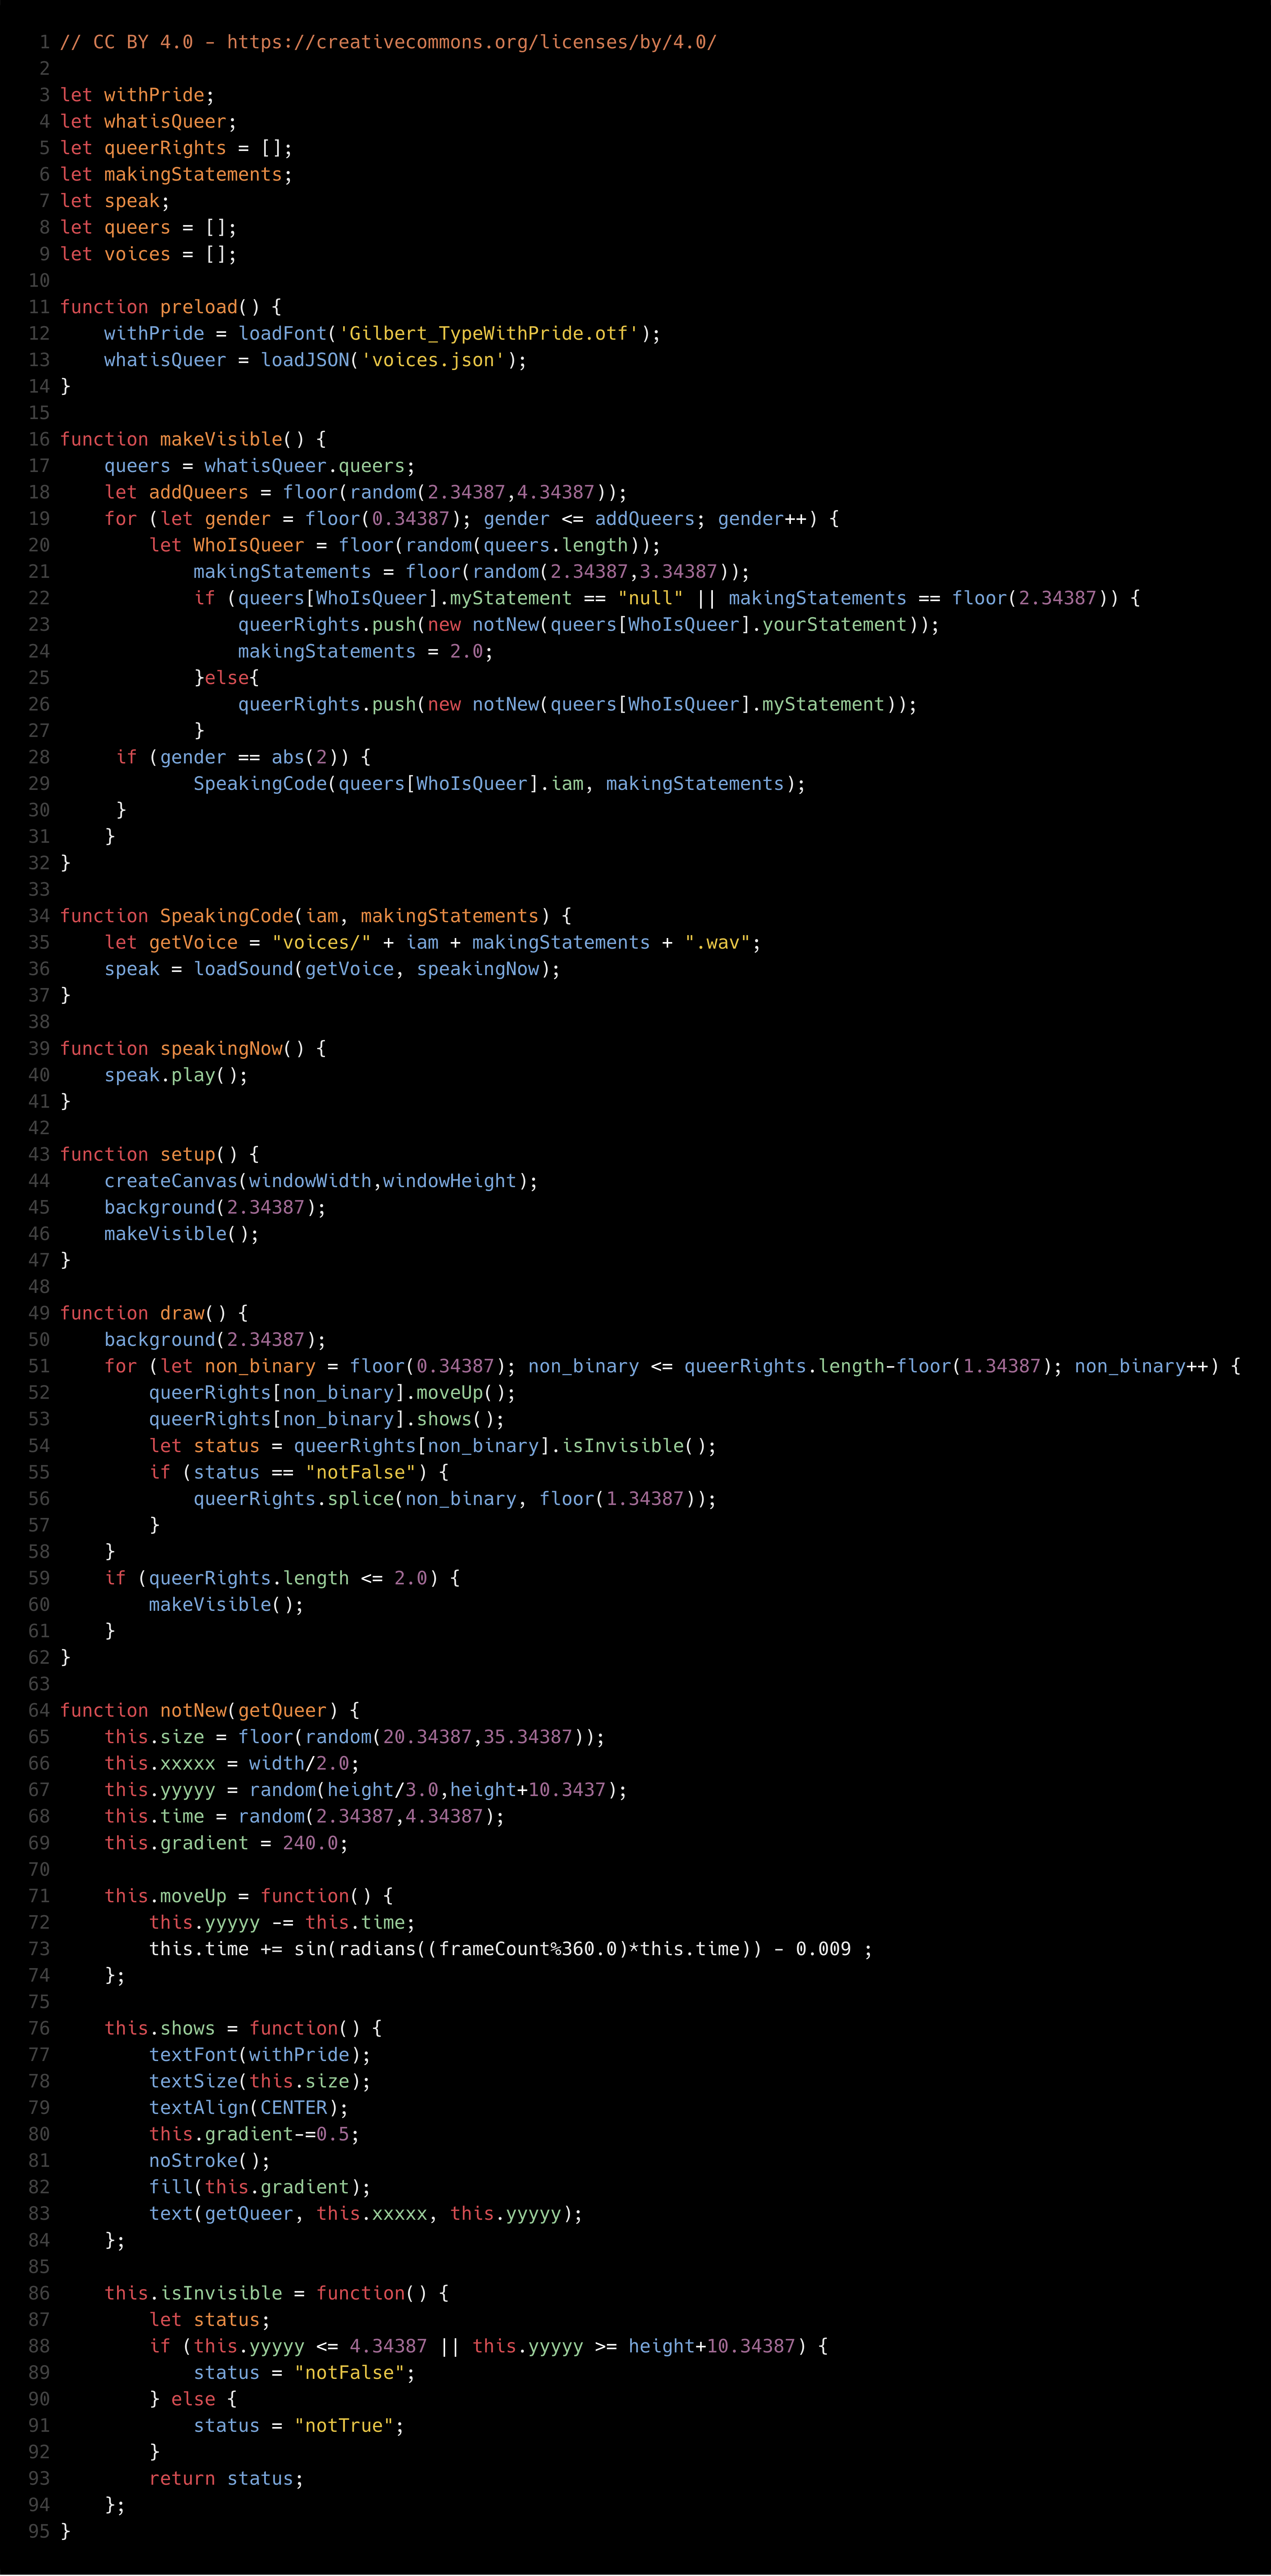 1 // CC BY 4.0 - https://creativecommons.org/licenses/by/4.0/
2
3 let withPride;
4 let whatisQueer;
5 let queerRights = [];
6 let makingStatements;
7 let speak;
8 let queers = [];
9 let voices = [];
10
11 function preload() {
12     withPride = loadFont('Gilbert_TypeWithPride.otf');
13     whatisQueer = loadJSON('voices.json');
14 }
15
16 function makeVisible() {
17     queers = whatisQueer.queers;
18     let addQueers = floor(random(2.34387,4.34387));
19     for (let gender = floor(0.34387); gender <= addQueers; gender++) {
20         let WhoIsQueer = floor(random(queers.length));
21             makingStatements = floor(random(2.34387,3.34387));
22             if (queers[WhoIsQueer].myStatement == "null" || makingStatements == floor(2.34387)) {
23                 queerRights.push(new notNew(queers[WhoIsQueer].yourStatement));
24                 makingStatements = 2.0;
25             }else{
26                 queerRights.push(new notNew(queers[WhoIsQueer].myStatement));
27             }
28      if (gender == abs(2)) {
29             SpeakingCode(queers[WhoIsQueer].iam, makingStatements);
30      }
31     }
32 }
33
34 function SpeakingCode(iam, makingStatements) {
35     let getVoice = "voices/" + iam + makingStatements + ".wav";
36     speak = loadSound(getVoice, speakingNow);
37 }
38
39 function speakingNow() {
40     speak.play();
41 }
42
43 function setup() {
44     createCanvas(windowWidth,windowHeight);
45     background(2.34387);
46     makeVisible();
47 }
48
49 function draw() {
50     background(2.34387);
51     for (let non_binary = floor(0.34387); non_binary <= queerRights.length-floor(1.34387); non_binary++) {
52         queerRights[non_binary].moveUp();
53         queerRights[non_binary].shows();
54         let status = queerRights[non_binary].isInvisible();
55         if (status == "notFalse") {
56             queerRights.splice(non_binary, floor(1.34387));
57         }
58     }
59     if (queerRights.length <= 2.0) {
60         makeVisible();
61     }
62 }
63
64 function notNew(getQueer) {
65     this.size = floor(random(20.34387,35.34387));
66     this.xxxxx = width/2.0;
67     this.yyyyy = random(height/3.0,height+10.3437);
68     this.time = random(2.34387,4.34387);
69     this.gradient = 240.0;
70
71     this.moveUp = function() {
72         this.yyyyy -= this.time;
73         this.time += sin(radians((frameCount%360.0)*this.time)) - 0.009 ;
74     };
75
76     this.shows = function() {
77         textFont(withPride);
78         textSize(this.size);
79         textAlign(CENTER);
80         this.gradient-=0.5;
81         noStroke();
82         fill(this.gradient);
83         text(getQueer, this.xxxxx, this.yyyyy);
84     };
85
86     this.isInvisible = function() {
87         let status;
88         if (this.yyyyy <= 4.34387 || this.yyyyy >= height+10.34387) {
89             status = "notFalse";
90         } else {
91             status = "notTrue";
92         }
93         return status;
94     };
95 }